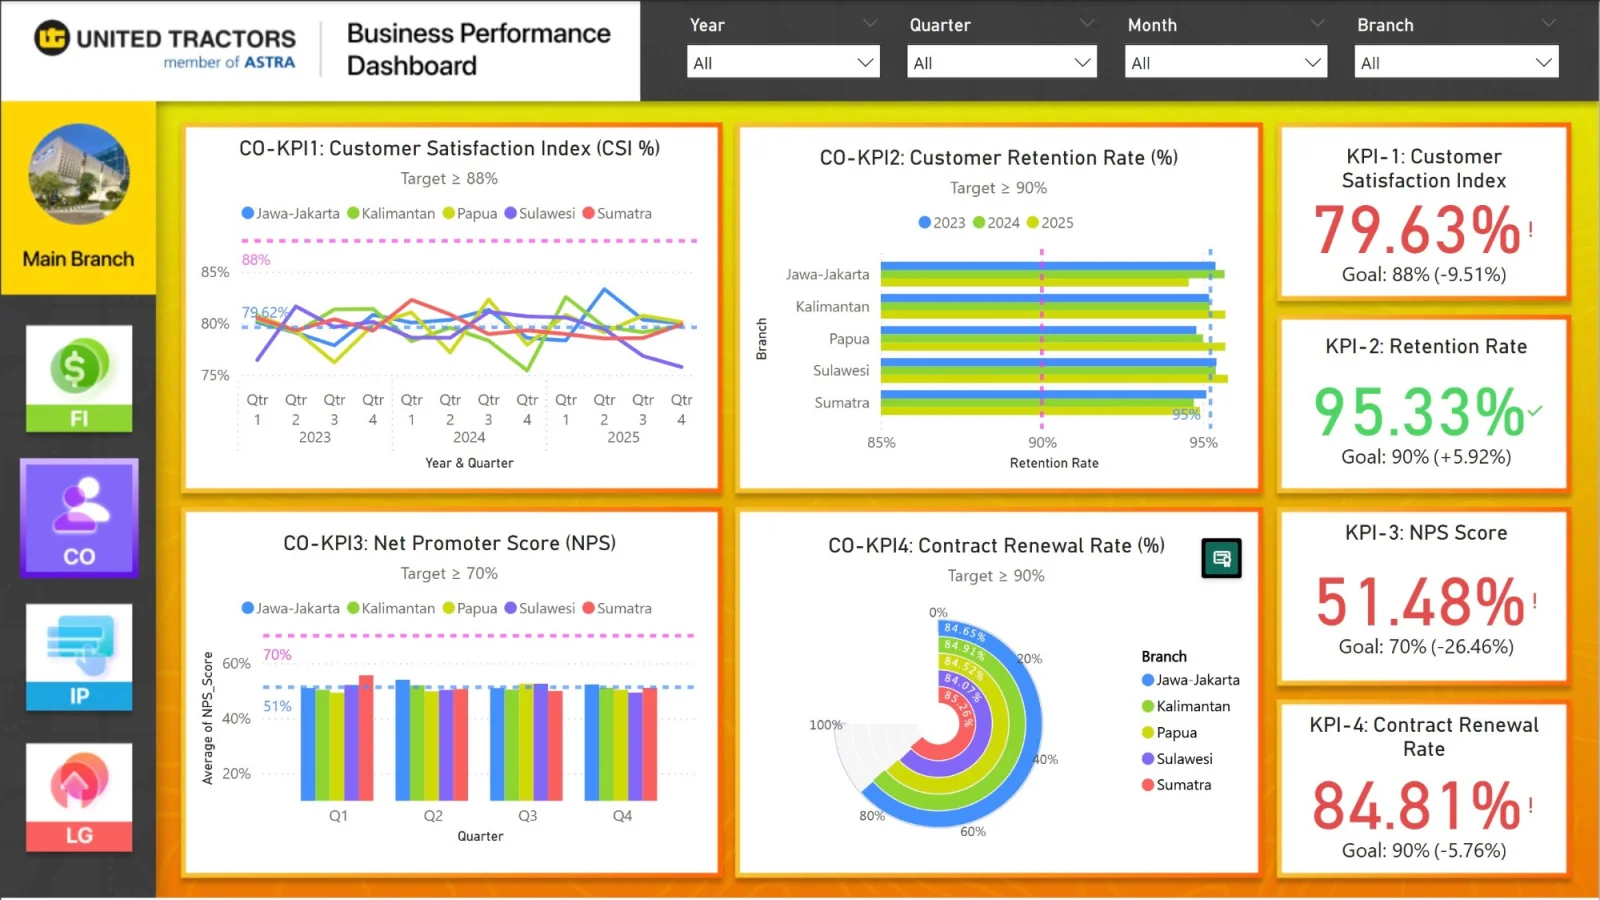 UNITED TRACTORS
member of ASTRA
Business Performance
Dashboard
Year
Quarter
Month
Branch
All
All
All
All
Main Branch
FI
CO
IP
LG
CO-KPI1: Customer Satisfaction Index (CSI %)
Target ≥ 88%
Jawa-Jakarta Kalimantan Papua Sulawesi Sumatra
88%
85%
79.62%
80%
75%
Qtr Qtr Qtr Qtr Qtr Qtr Qtr Qtr Qtr Qtr Qtr Qtr
1 2 3 4 1 2 3 4 1 2 3 4
2023 2024 2025
Year & Quarter
CO-KPI2: Customer Retention Rate (%)
Target ≥ 90%
2023 2024 2025
Branch
Jawa-Jakarta
Kalimantan
Papua
Sulawesi
Sumatra
95%
85% 90% 95%
Retention Rate
KPI-1: Customer
Satisfaction Index
79.63%!
Goal: 88% (-9.51%)
KPI-2: Retention Rate
95.33%✓
Goal: 90% (+5.92%)
CO-KPI3: Net Promoter Score (NPS)
Target ≥ 70%
Jawa-Jakarta Kalimantan Papua Sulawesi Sumatra
Average of NPS_Score
70%
60%
51%
40%
20%
Q1 Q2 Q3 Q4
Quarter
CO-KPI4: Contract Renewal Rate (%)
Target ≥ 90%
0%
84.65%
84.91%
84.52%
84.07%
85.26%
20%
40%
60%
80%
100%
Branch
Jawa-Jakarta
Kalimantan
Papua
Sulawesi
Sumatra
KPI-3: NPS Score
51.48%!
Goal: 70% (-26.46%)
KPI-4: Contract Renewal
Rate
84.81%!
Goal: 90% (-5.76%)